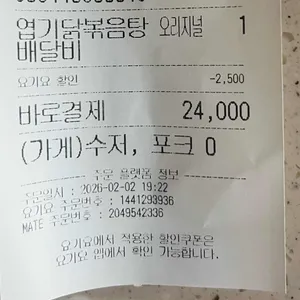 엽기닭볶음탕 오리지널 1
배달비
요기요 할인 -2,500
바로결제 24,000
(가게)수저, 포크 0
주문 플랫폼 정보
주문일시 : 2026-02-02 19:22
요기요 주문번호 : 1441293936
MATE 주문번호 : 2049542336
요기요에서 적용한 할인쿠폰은
요기요 앱에서 확인 가능합니다.